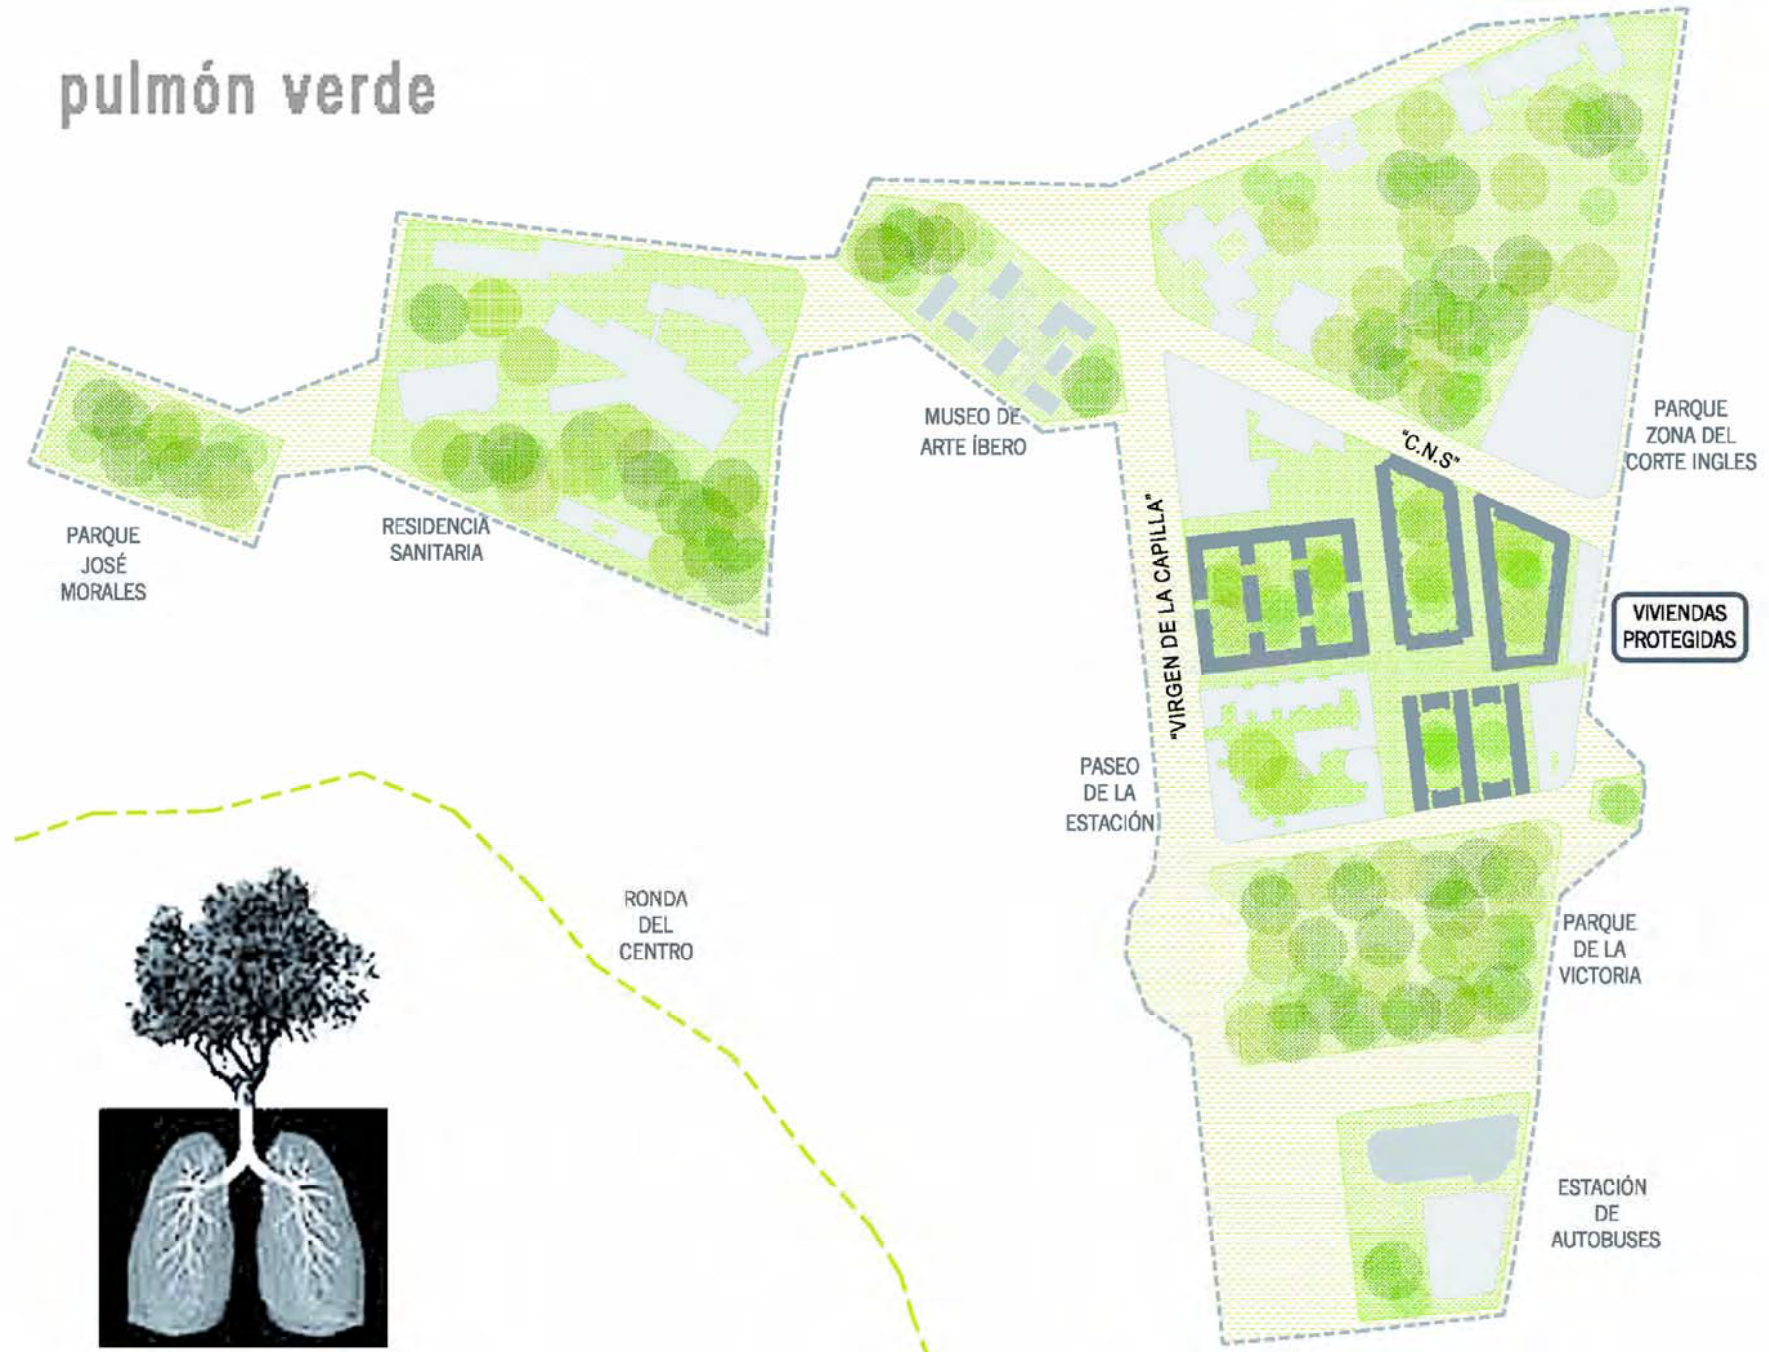 pulmón verde
MUSEO DE
ARTE ÍBERO
"C.N.S"
PARQUE
ZONA DEL
CORTE INGLES
RESIDENCIA
SANITARIA
PARQUE
JOSÉ
MORALES
"VIRGEN DE LA CAPILLA"
VIVIENDAS
PROTEGIDAS
PASEO
DE LA
ESTACIÓN
RONDA
DEL
CENTRO
PARQUE
DE LA
VICTORIA
ESTACIÓN
DE
AUTOBUSES